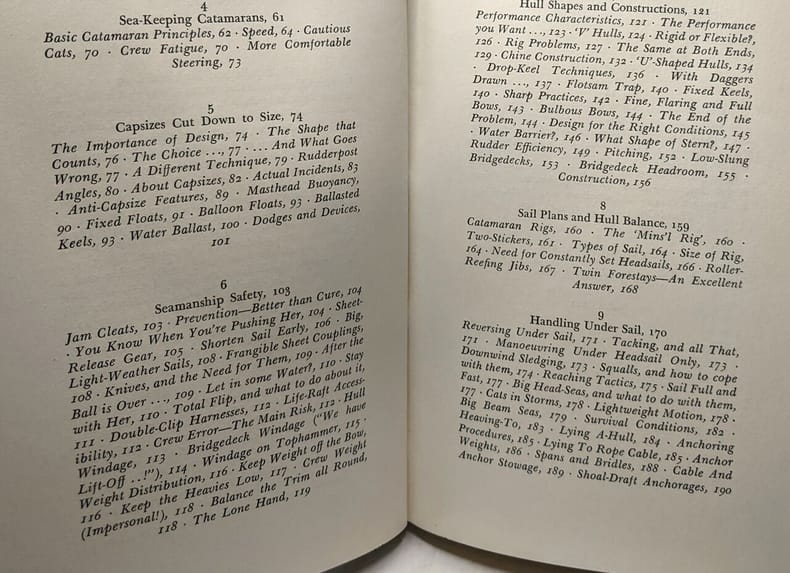 4
Sea-Keeping Catamarans, 61
Basic Catamaran Principles, 62 · Speed, 64 · Cautious
Cats, 70 · Crew Fatigue, 70 · More Comfortable
Steering, 73
5
Capsizes Cut Down to Size, 74
The Importance of Design, 74 · The Shape that
Counts, 76 · The Choice ..., 77 · ... And What Goes
Wrong, 77 · A Different Technique, 79 · Rudderpost
Angles, 80 · About Capsizes, 82 · Actual Incidents, 83
· Anti-Capsize Features, 89 · Masthead Buoyancy,
90 · Fixed Floats, 91 · Balloon Floats, 93 · Ballasted
Keels, 93 · Water Ballast, 100 · Dodges and Devices,
101
6
Seamanship Safety, 103
Jam Cleats, 103 · Prevention—Better than Cure, 104
· You Know When You're Pushing Her, 104 · Sheet-
Release Gear, 105 · Shorten Sail Early, 106 · Big,
Light-Weather Sails, 108 · Frangible Sheet Couplings,
108 · Knives, and the Need for Them, 109 · After the
Ball is Over ..., 109 · Let in some Water?, 110 · Stay
with Her, 110 · Total Flip, and what to do about it,
111 · Double-Clip Harnesses, 112 · Life-Raft Access-
ibility, 112 · Crew Error—The Main Risk, 112 · Hull
Windage, 113 · Bridgedeck Windage ("We have
Lift-Off ..!"), 114 · Windage on Tophammer, 115 ·
Weight Distribution, 116 · Keep Weight off the Bow,
116 · Keep the Heavies Low, 117 · Crew Weight
(Impersonal!), 118 · Balance the Trim all Round,
118 · The Lone Hand, 119
Hull Shapes and Constructions, 121
Performance Characteristics, 121 · The Performance
you Want ..., 123 · 'V' Hulls, 124 · Rigid or Flexible?,
126 · Rig Problems, 127 · The Same at Both Ends,
129 · Chine Construction, 132 · 'U'-Shaped Hulls, 134
· Drop-Keel Techniques, 136 · With Daggers
Drawn ..., 137 · Flotsam Trap, 140 · Fixed Keels,
140 · Sharp Practices, 142 · Fine, Flaring and Full
Bows, 143 · Bulbous Bows, 144 · The End of the
Problem, 144 · Design for the Right Conditions, 145
· Water Barrier?, 146 · What Shape of Stern?, 147 ·
Rudder Efficiency, 149 · Pitching, 152 · Low-Slung
Bridgedecks, 153 · Bridgedeck Headroom, 155 ·
Construction, 156
8
Sail Plans and Hull Balance, 159
Catamaran Rigs, 160 · The 'Mins'l Rig', 160 ·
Two-Stickers, 161 · Types of Sail, 164 · Size of Rig,
164 · Need for Constantly Set Headsails, 166 · Roller-
Reefing Jibs, 167 · Twin Forestays—An Excellent
Answer, 168
9
Handling Under Sail, 170
Reversing Under Sail, 171 · Tacking, and all That,
171 · Manoeuvring Under Headsail Only, 173 ·
Downwind Sledging, 173 · Squalls, and how to cope
with them, 174 · Reaching Tactics, 175 · Sail Full and
Fast, 177 · Big Head-Seas, and what to do with them,
177 · Cats in Storms, 178 · Lightweight Motion, 178 ·
Big Beam Seas, 179 · Survival Conditions, 182 ·
Heaving-To, 183 · Lying A-Hull, 184 · Anchoring
Procedures, 185 · Lying To Rope Cable, 185 · Anchor
Weights, 186 · Spans and Bridles, 188 · Cable And
Anchor Stowage, 189 · Shoal-Draft Anchorages, 190